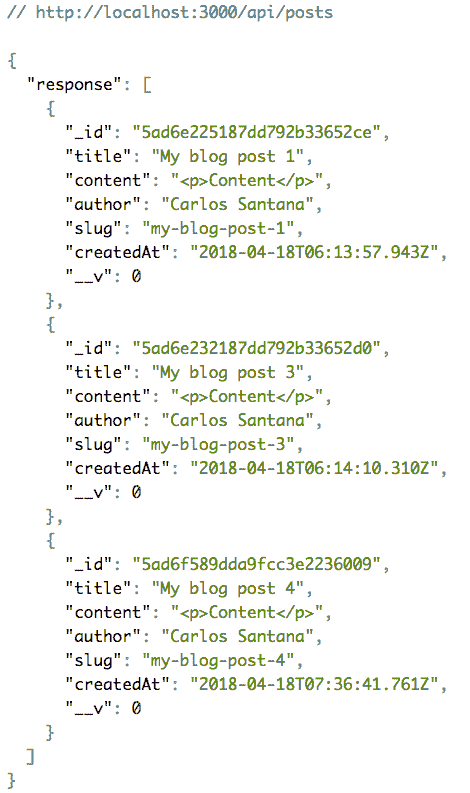 // http://localhost:3000/api/posts
{
"response": [
{
"_id": "5ad6e225187dd792b33652ce",
"title": "My blog post 1",
"content": "<p>Content</p>",
"author": "Carlos Santana",
"slug": "my-blog-post-1",
"createdAt": "2018-04-18T06:13:57.943Z",
"__v": 0
},
{
"_id": "5ad6e232187dd792b33652d0",
"title": "My blog post 3",
"content": "<p>Content</p>",
"author": "Carlos Santana",
"slug": "my-blog-post-3",
"createdAt": "2018-04-18T06:14:10.310Z",
"__v": 0
},
{
"_id": "5ad6f589dda9fcc3e2236009",
"title": "My blog post 4",
"content": "<p>Content</p>",
"author": "Carlos Santana",
"slug": "my-blog-post-4",
"createdAt": "2018-04-18T07:36:41.761Z",
"__v": 0
}
]
}